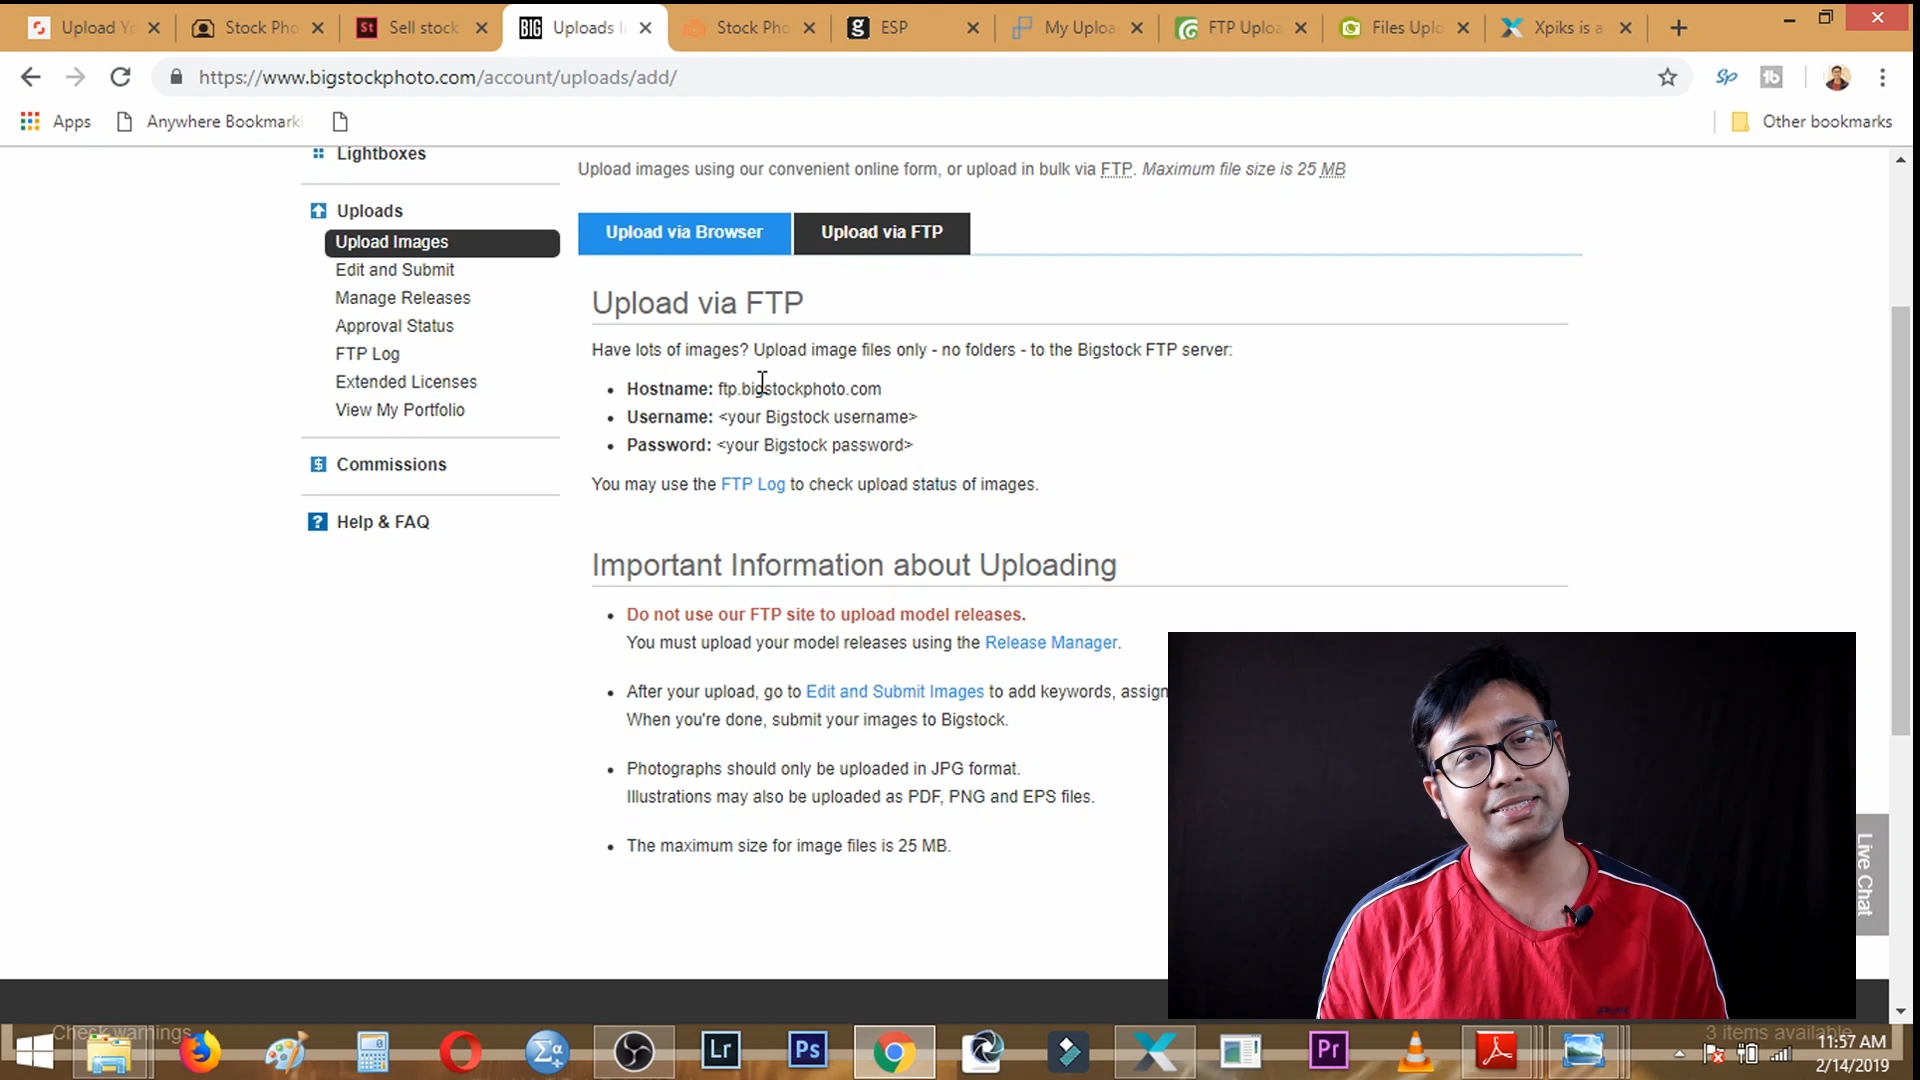 Upload Yo
Stock Pho
Sell stock
BIG Uploads I
Stock Pho
ESP
My Uploa
FTP Uploa
Files Uplo
Xpiks is a
https://www.bigstockphoto.com/account/uploads/add/
Apps
Anywhere Bookmark
Other bookmarks
Lightboxes
Uploads
Upload Images
Edit and Submit
Manage Releases
Approval Status
FTP Log
Extended Licenses
View My Portfolio
Commissions
Help & FAQ
Upload images using our convenient online form, or upload in bulk via FTP. Maximum file size is 25 MB
Upload via Browser
Upload via FTP
Upload via FTP
Have lots of images? Upload image files only - no folders - to the Bigstock FTP server:
Hostname: ftp.bigstockphoto.com
Username: <your Bigstock username>
Password: <your Bigstock password>
You may use the FTP Log to check upload status of images.
Important Information about Uploading
Do not use our FTP site to upload model releases.
You must upload your model releases using the Release Manager.
After your upload, go to Edit and Submit Images to add keywords, assign
When you're done, submit your images to Bigstock.
Photographs should only be uploaded in JPG format.
Illustrations may also be uploaded as PDF, PNG and EPS files.
The maximum size for image files is 25 MB.
Live Chat
Check warnings
3 items available
Lr
Ps
Pr
11:57 AM
2/14/2019